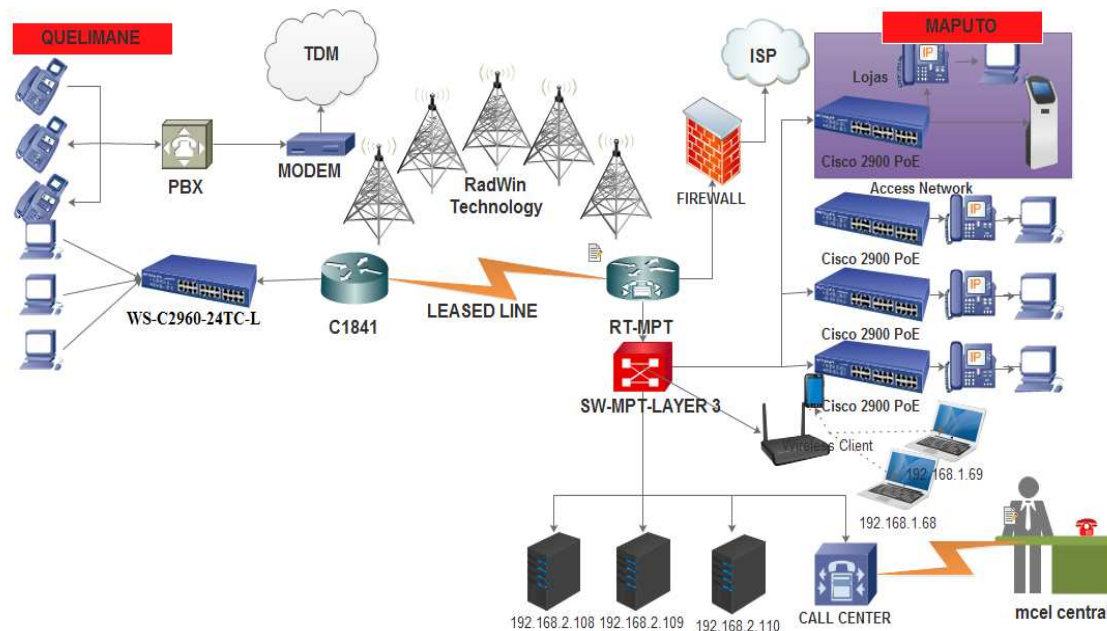 QUELIMANE
MAPUTO
TDM
ISP
IP
Lojas
PBX
MODEM
RadWin
Technology
FIREWALL
Cisco 2900 PoE
Access Network
IP
Cisco 2900 PoE
IP
Cisco 2900 PoE
IP
Cisco 2900 PoE
WS-C2960-24TC-L
C1841
LEASED LINE
RT-MPT
SW-MPT-LAYER 3
Wireless Client
192.168.1.69
192.168.1.68
192.168.2.108
192.168.2.109
192.168.2.110
CALL CENTER
mcel centra